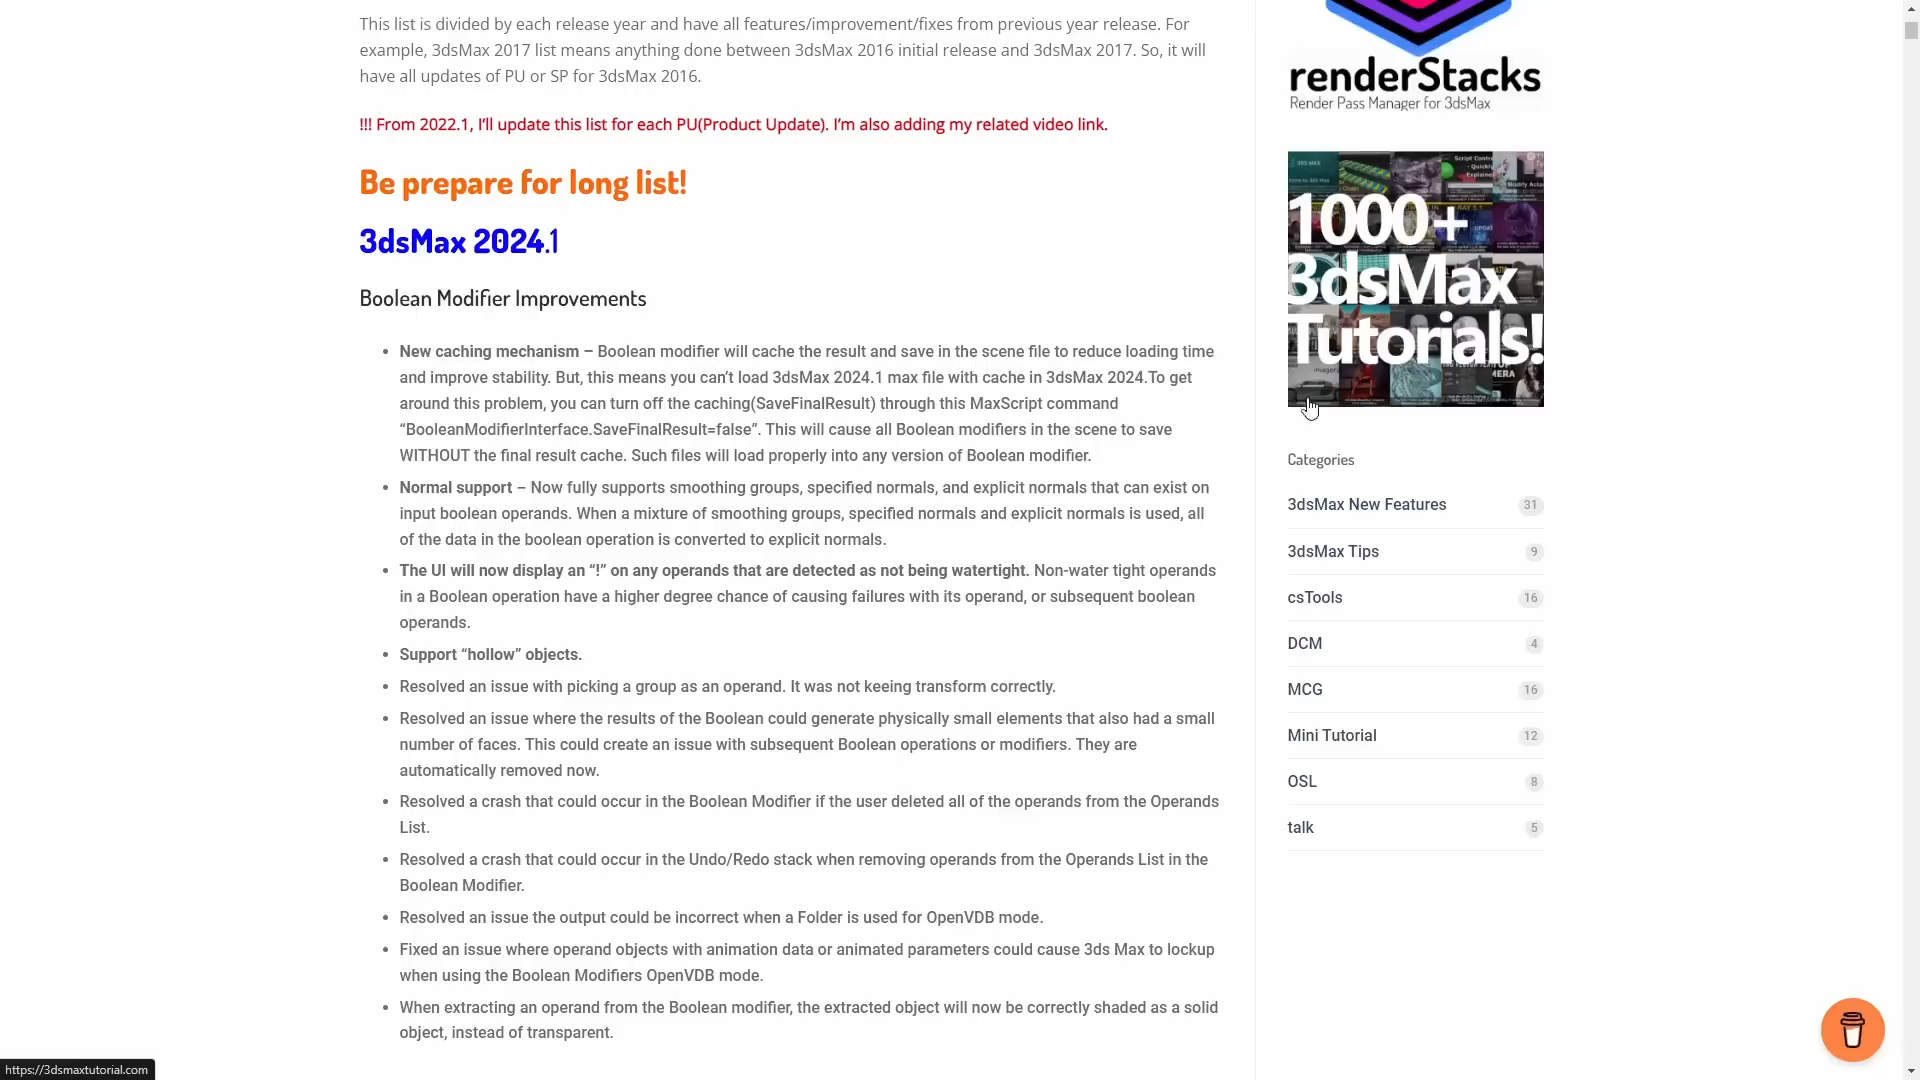 This list is divided by each release year and have all features/improvement/fixes from previous year release. For
example, 3dsMax 2017 list means anything done between 3dsMax 2016 initial release and 3dsMax 2017. So, it will
have all updates of PU or SP for 3dsMax 2016.
!!! From 2022.1, I’ll update this list for each PU(Product Update). I’m also adding my related video link.
Be prepare for long list!
3dsMax 2024.1
Boolean Modifier Improvements
• New caching mechanism – Boolean modifier will cache the result and save in the scene file to reduce loading time
and improve stability. But, this means you can’t load 3dsMax 2024.1 max file with cache in 3dsMax 2024.To get
around this problem, you can turn off the caching(SaveFinalResult) through this MaxScript command
“BooleanModifierInterface.SaveFinalResult=false”. This will cause all Boolean modifiers in the scene to save
WITHOUT the final result cache. Such files will load properly into any version of Boolean modifier.
• Normal support – Now fully supports smoothing groups, specified normals, and explicit normals that can exist on
input boolean operands. When a mixture of smoothing groups, specified normals and explicit normals is used, all
of the data in the boolean operation is converted to explicit normals.
• The UI will now display an “!” on any operands that are detected as not being watertight. Non-water tight operands
in a Boolean operation have a higher degree chance of causing failures with its operand, or subsequent boolean
operands.
• Support “hollow” objects.
• Resolved an issue with picking a group as an operand. It was not keeing transform correctly.
• Resolved an issue where the results of the Boolean could generate physically small elements that also had a small
number of faces. This could create an issue with subsequent Boolean operations or modifiers. They are
automatically removed now.
• Resolved a crash that could occur in the Boolean Modifier if the user deleted all of the operands from the Operands
List.
• Resolved a crash that could occur in the Undo/Redo stack when removing operands from the Operands List in the
Boolean Modifier.
• Resolved an issue the output could be incorrect when a Folder is used for OpenVDB mode.
• Fixed an issue where operand objects with animation data or animated parameters could cause 3ds Max to lockup
when using the Boolean Modifiers OpenVDB mode.
• When extracting an operand from the Boolean modifier, the extracted object will now be correctly shaded as a solid
object, instead of transparent.
renderStacks
Render Pass Manager for 3dsMax
1000+
3dsMax
Tutorials!
Categories
3dsMax New Features 31
3dsMax Tips 9
csTools 16
DCM 4
MCG 16
Mini Tutorial 12
OSL 8
talk 5
https://3dsmaxtutorial.com